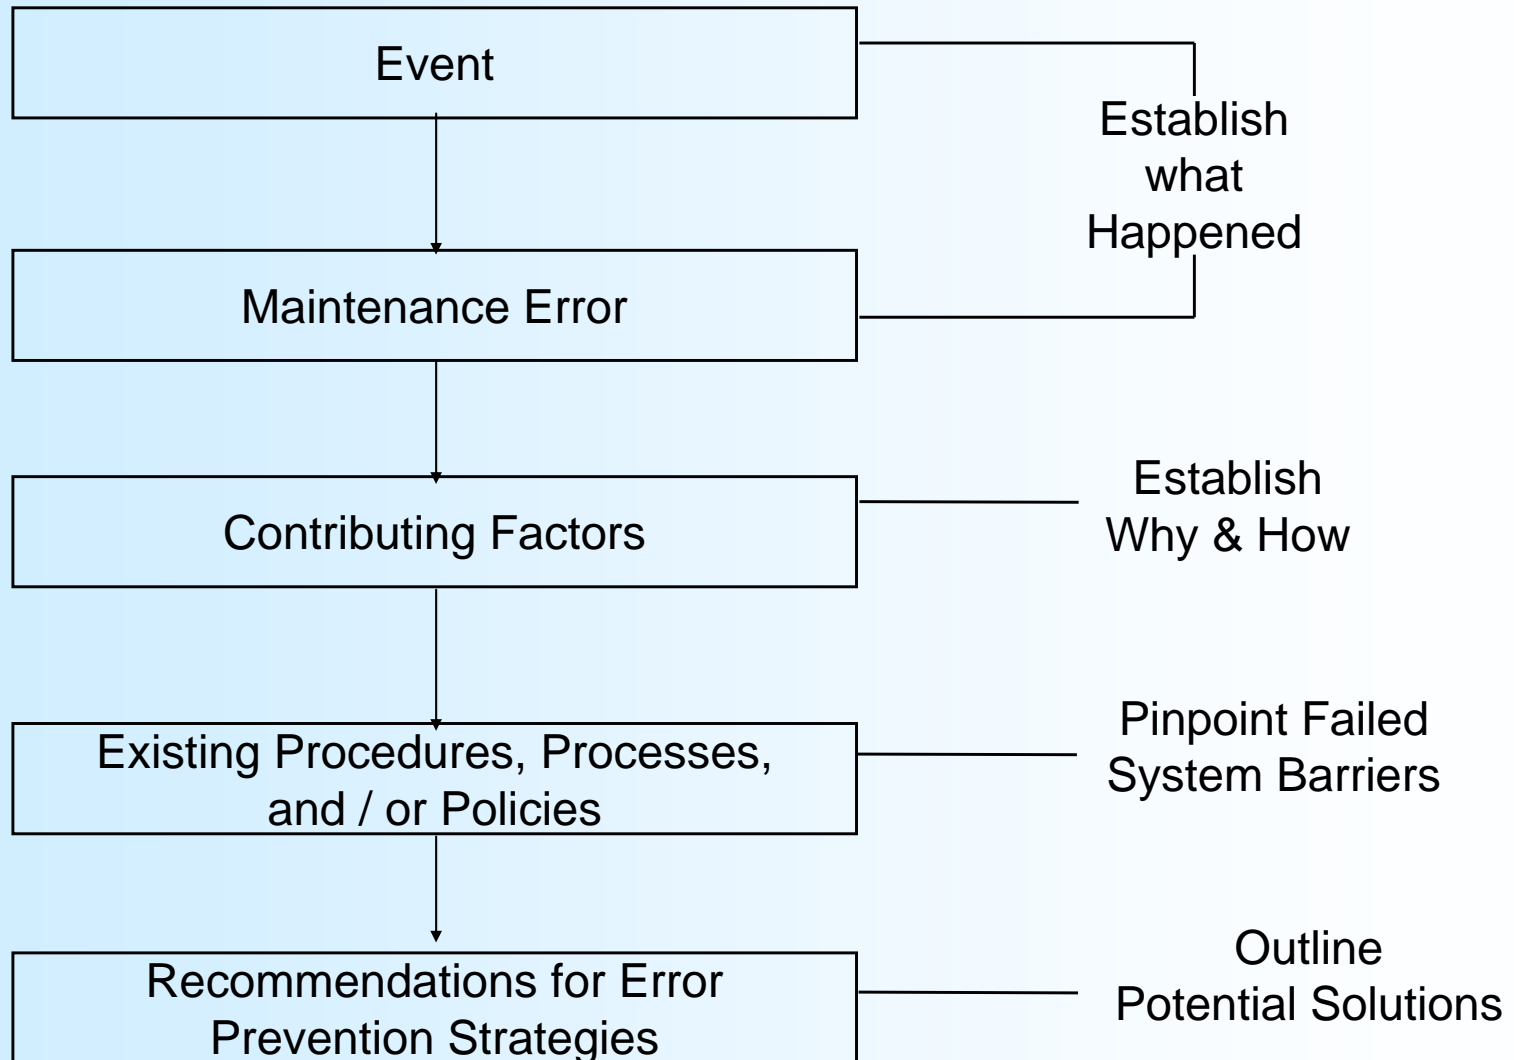 Event
Establish
what
Happened
Maintenance Error
Contributing Factors
Establish
Why & How
Existing Procedures, Processes,
and / or Policies
Pinpoint Failed
System Barriers
Recommendations for Error
Prevention Strategies
Outline
Potential Solutions